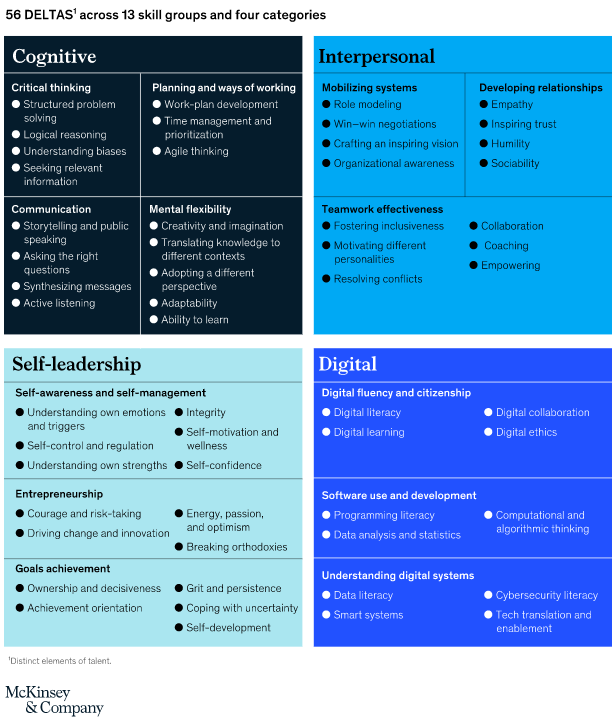 56 DELTAS¹ across 13 skill groups and four categories
Cognitive
Critical thinking
Structured problem
solving
Logical reasoning
Understanding biases
Seeking relevant
information
Planning and ways of working
Work-plan development
Time management and
prioritization
Agile thinking
Communication
Storytelling and public
speaking
Asking the right
questions
Synthesizing messages
Active listening
Mental flexibility
Creativity and imagination
Translating knowledge to
different contexts
Adopting a different
perspective
Adaptability
Ability to learn
Interpersonal
Mobilizing systems
Role modeling
Win–win negotiations
Crafting an inspiring vision
Organizational awareness
Developing relationships
Empathy
Inspiring trust
Humility
Sociability
Teamwork effectiveness
Fostering inclusiveness
Motivating different
personalities
Resolving conflicts
Collaboration
Coaching
Empowering
Self-leadership
Self-awareness and self-management
Understanding own emotions
and triggers
Self-control and regulation
Understanding own strengths
Integrity
Self-motivation and
wellness
Self-confidence
Entrepreneurship
Courage and risk-taking
Driving change and innovation
Energy, passion,
and optimism
Breaking orthodoxies
Goals achievement
Ownership and decisiveness
Achievement orientation
Grit and persistence
Coping with uncertainty
Self-development
Digital
Digital fluency and citizenship
Digital literacy
Digital learning
Digital collaboration
Digital ethics
Software use and development
Programming literacy
Data analysis and statistics
Computational and
algorithmic thinking
Understanding digital systems
Data literacy
Smart systems
Cybersecurity literacy
Tech translation and
enablement
¹Distinct elements of talent.
McKinsey
& Company